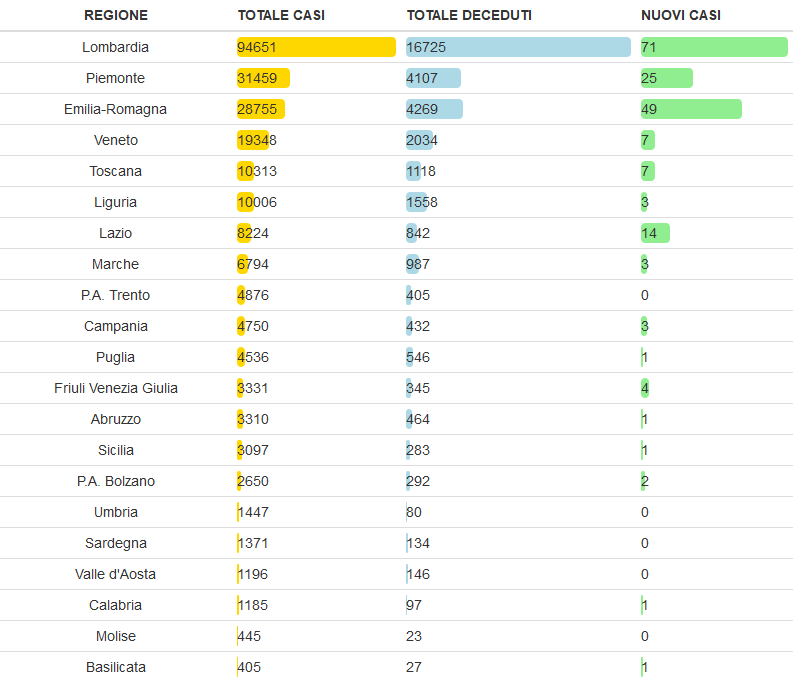 REGIONE TOTALE CASI TOTALE DECEDUTI NUOVI CASI
Lombardia 94651 16725 71
Piemonte 31459 4107 25
Emilia-Romagna 28755 4269 49
Veneto 19348 2034 7
Toscana 10313 1118 7
Liguria 10006 1558 3
Lazio 8224 842 14
Marche 6794 987 3
P.A. Trento 4876 405 0
Campania 4750 432 3
Puglia 4536 546 1
Friuli Venezia Giulia 3331 345 4
Abruzzo 3310 464 1
Sicilia 3097 283 1
P.A. Bolzano 2650 292 2
Umbria 1447 80 0
Sardegna 1371 134 0
Valle d'Aosta 1196 146 0
Calabria 1185 97 1
Molise 445 23 0
Basilicata 405 27 1